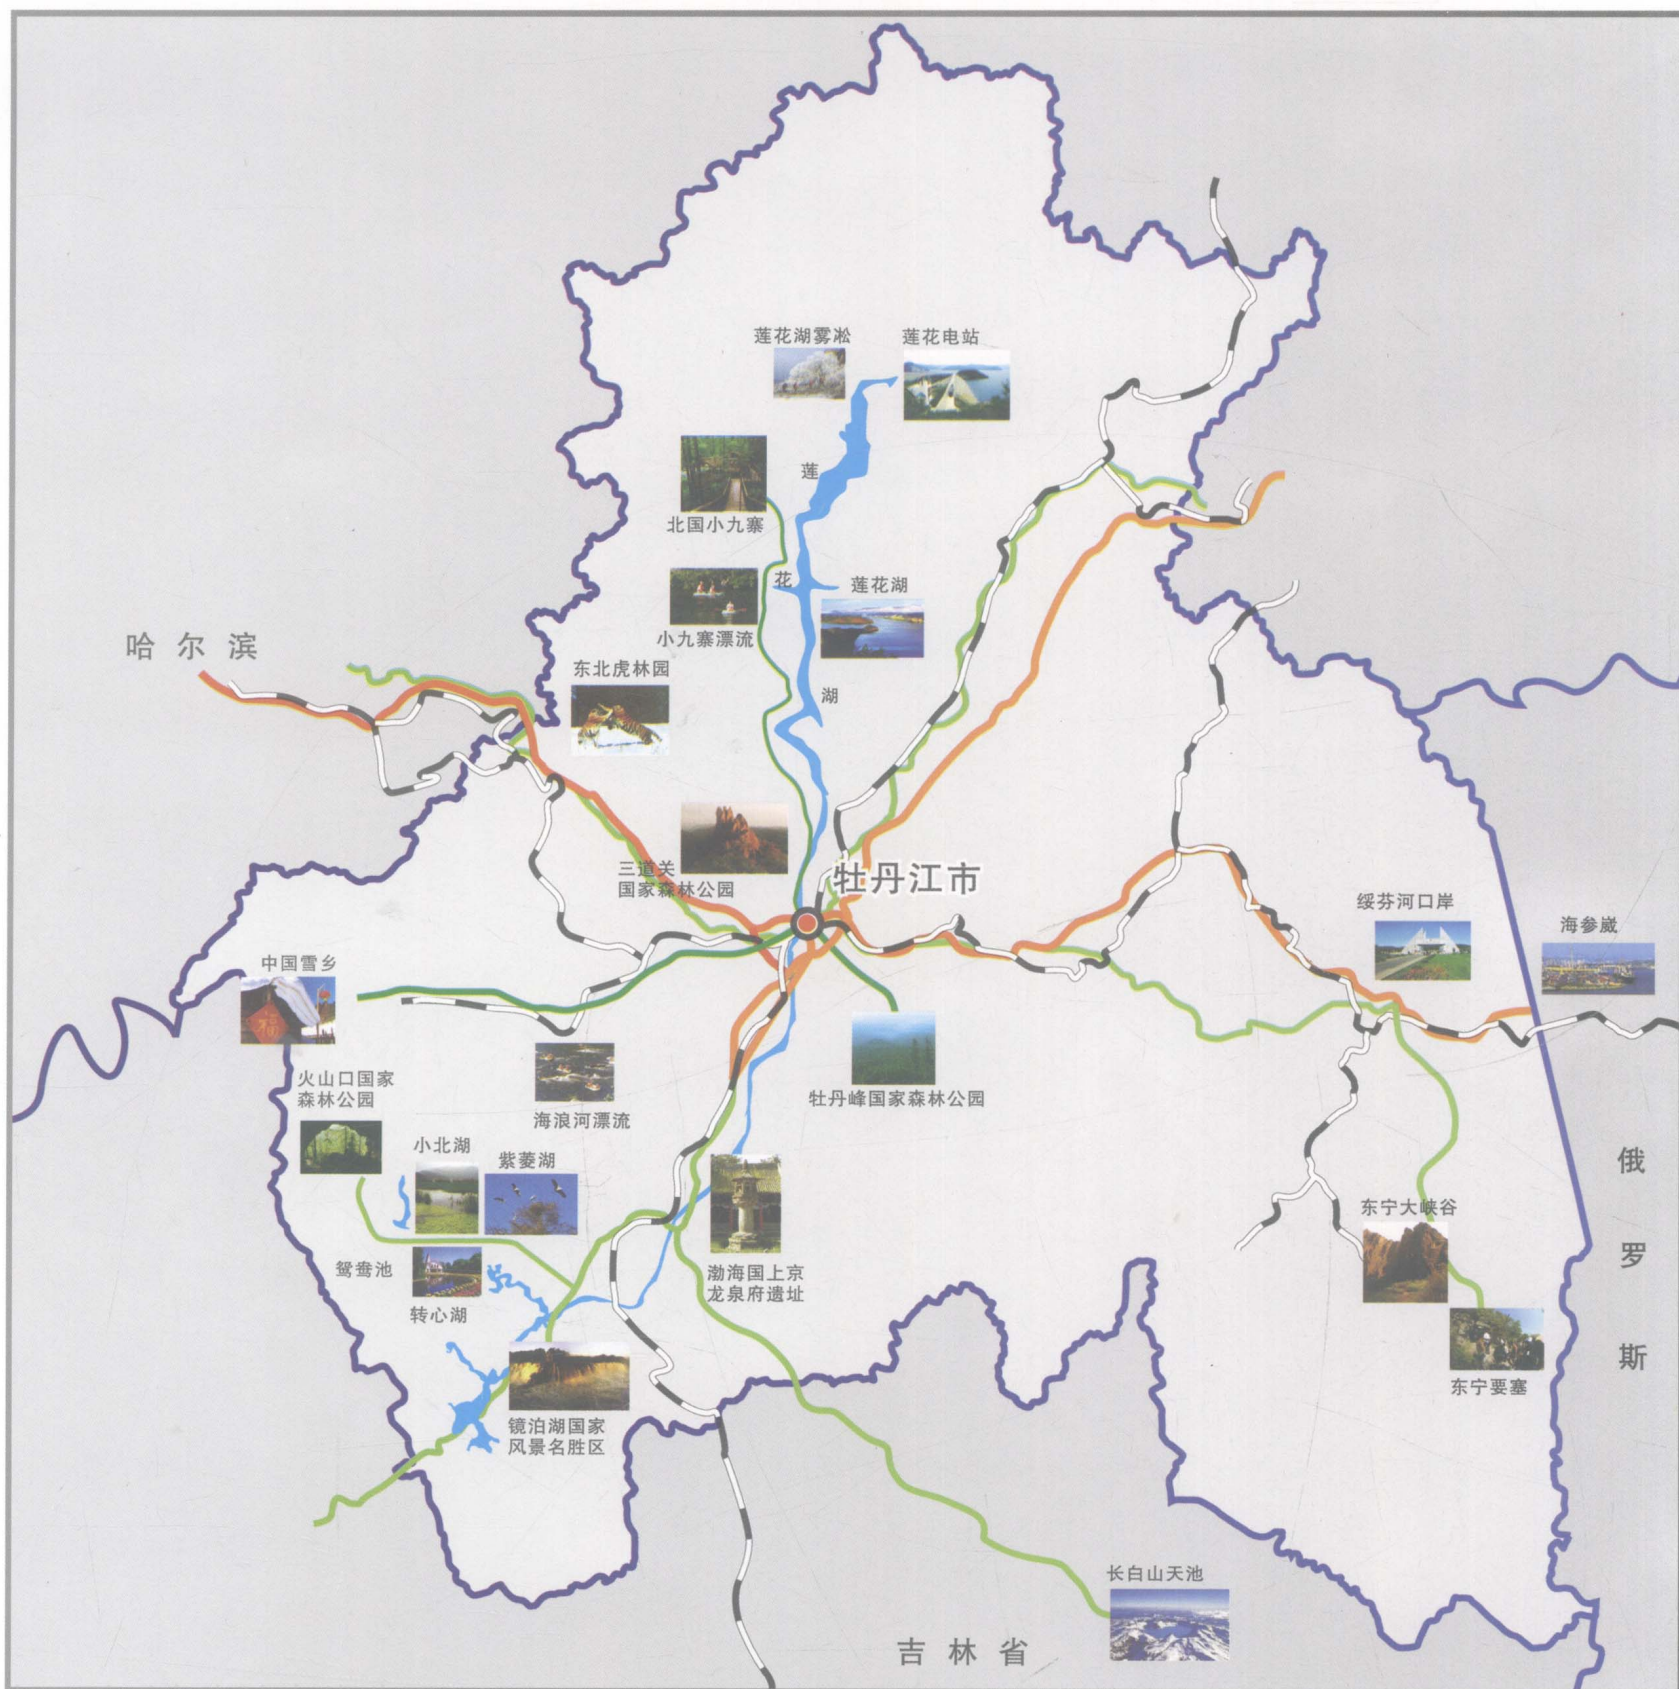 莲花湖雾凇
莲花电站
莲
花
湖
北国小九寨
莲花湖
小九寨漂流
哈尔滨
东北虎林园
三道关
国家森林公园
牡丹江市
绥芬河口岸
海参崴
中国雪乡
火山口国家
森林公园
海浪河漂流
牡丹峰国家森林公园
小北湖
紫菱湖
俄
罗
斯
东宁大峡谷
鸳鸯池
转心湖
渤海国上京
龙泉府遗址
东宁要塞
镜泊湖国家
风景名胜区
长白山天池
吉林省